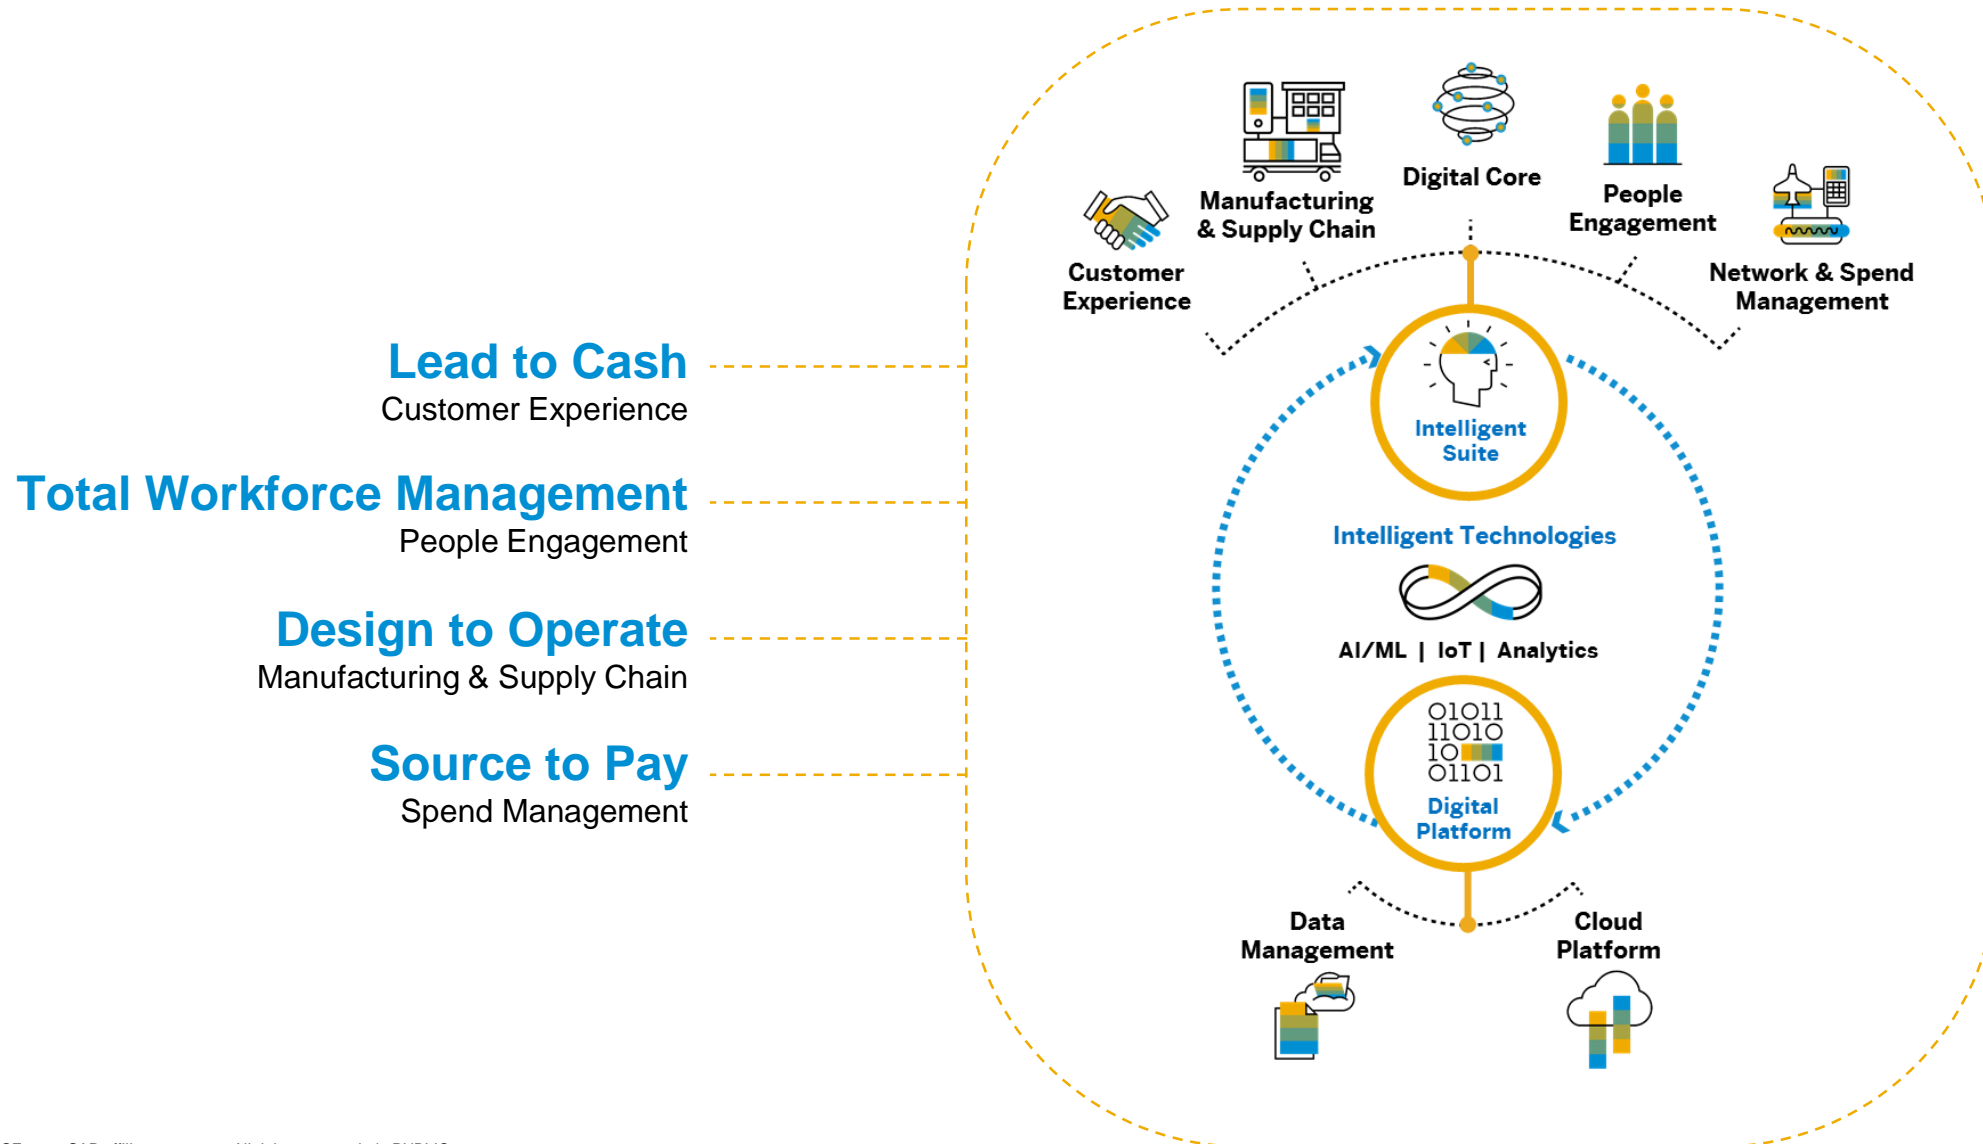 Lead to Cash
Customer Experience
Total Workforce Management
People Engagement
Design to Operate
Manufacturing & Supply Chain
Source to Pay
Spend Management
Customer
Experience
Manufacturing
& Supply Chain
Digital Core
People
Engagement
Network & Spend
Management
Intelligent
Suite
Intelligent Technologies
AI/ML | IoT | Analytics
01011
11010
10
01101
Digital
Platform
Data
Management
Cloud
Platform